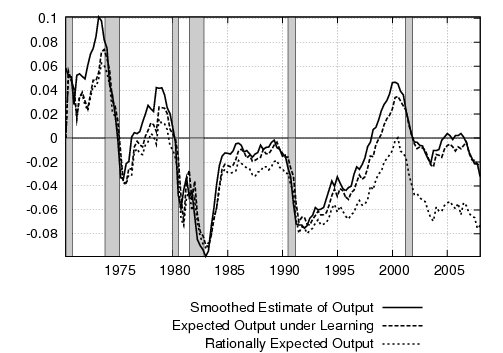 0.1
0.08
0.06
0.04
0.02
0
-0.02
-0.04
-0.06
-0.08
1975 1980 1985 1990 1995 2000 2005
Smoothed Estimate of Output
Expected Output under Learning
Rationally Expected Output